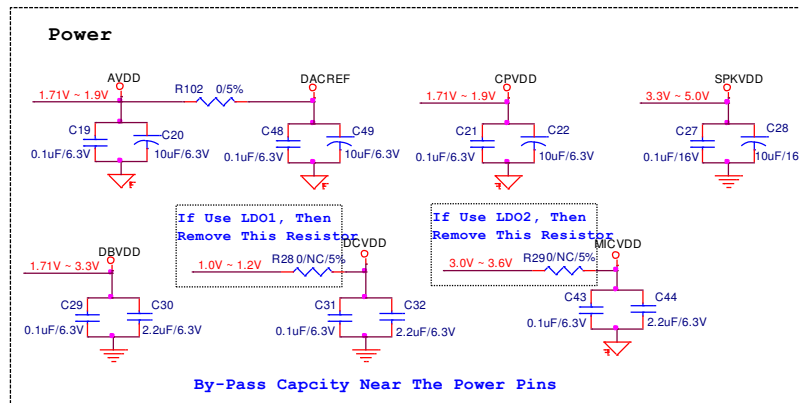 Power
AVDD
DACREF
CPVDD
SPKVDD
1.71V ~ 1.9V
R102 0/5%
1.71V ~ 1.9V
3.3V ~ 5.0V
C19
C20
C48
C49
C21
C22
C27
C28
0.1uF/6.3V
10uF/6.3V
0.1uF/6.3V
10uF/6.3V
0.1uF/6.3V
10uF/6.3V
0.1uF/16V
10uF/16
If Use LDO1, Then
Remove This Resistor
If Use LDO2, Then
Remove This Resistor
DBVDD
DCVDD
MICVDD
1.71V ~ 3.3V
1.0V ~ 1.2V
R28 0/NC/5%
3.0V ~ 3.6V
R29 0/NC/5%
C29
C30
C31
C32
C43
C44
0.1uF/6.3V
2.2uF/6.3V
0.1uF/6.3V
2.2uF/6.3V
0.1uF/6.3V
2.2uF/6.3V
By-Pass Capcity Near The Power Pins